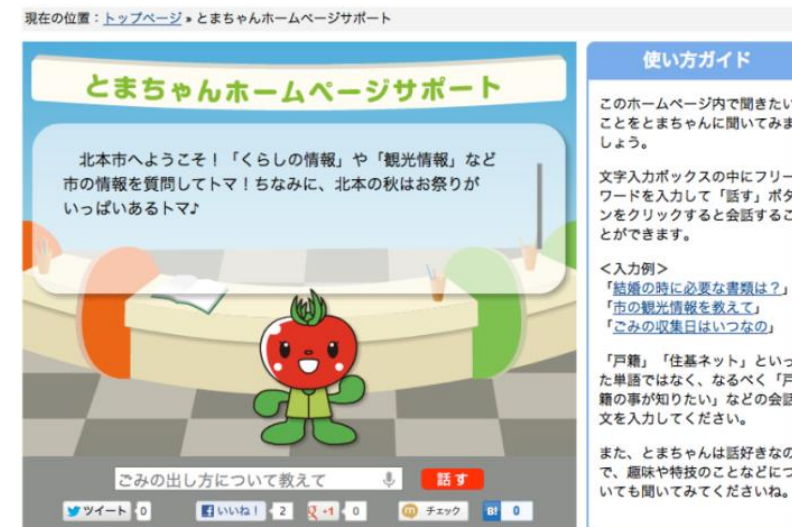 現在の位置：トップページ » とまちゃんホームページサポート
とまちゃんホームページサポート
北本市へようこそ！「くらしの情報」や「観光情報」など
市の情報を質問してトマ！ちなみに、北本の秋はお祭りが
いっぱいあるトマ♪
ごみの出し方について教えて
話す
ツイート 0
いいね！ 2
+1 0
チェック
B! 0
使い方ガイド
このホームページ内で聞きたい
ことをとまちゃんに聞いてみま
しょう。
文字入力ボックスの中にフリー
ワードを入力して「話す」ボタ
ンをクリックすると会話するこ
とができます。
＜入力例＞
「結婚の時に必要な書類は？」
「市の観光情報を教えて」
「ごみの収集日はいつなの」
「戸籍」「住基ネット」といっ
た単語ではなく、なるべく「戸
籍の事が知りたい」などの会話
文を入力してください。
また、とまちゃんは話好きなの
で、趣味や特技のことなどにつ
いても聞いてみてくださいね。